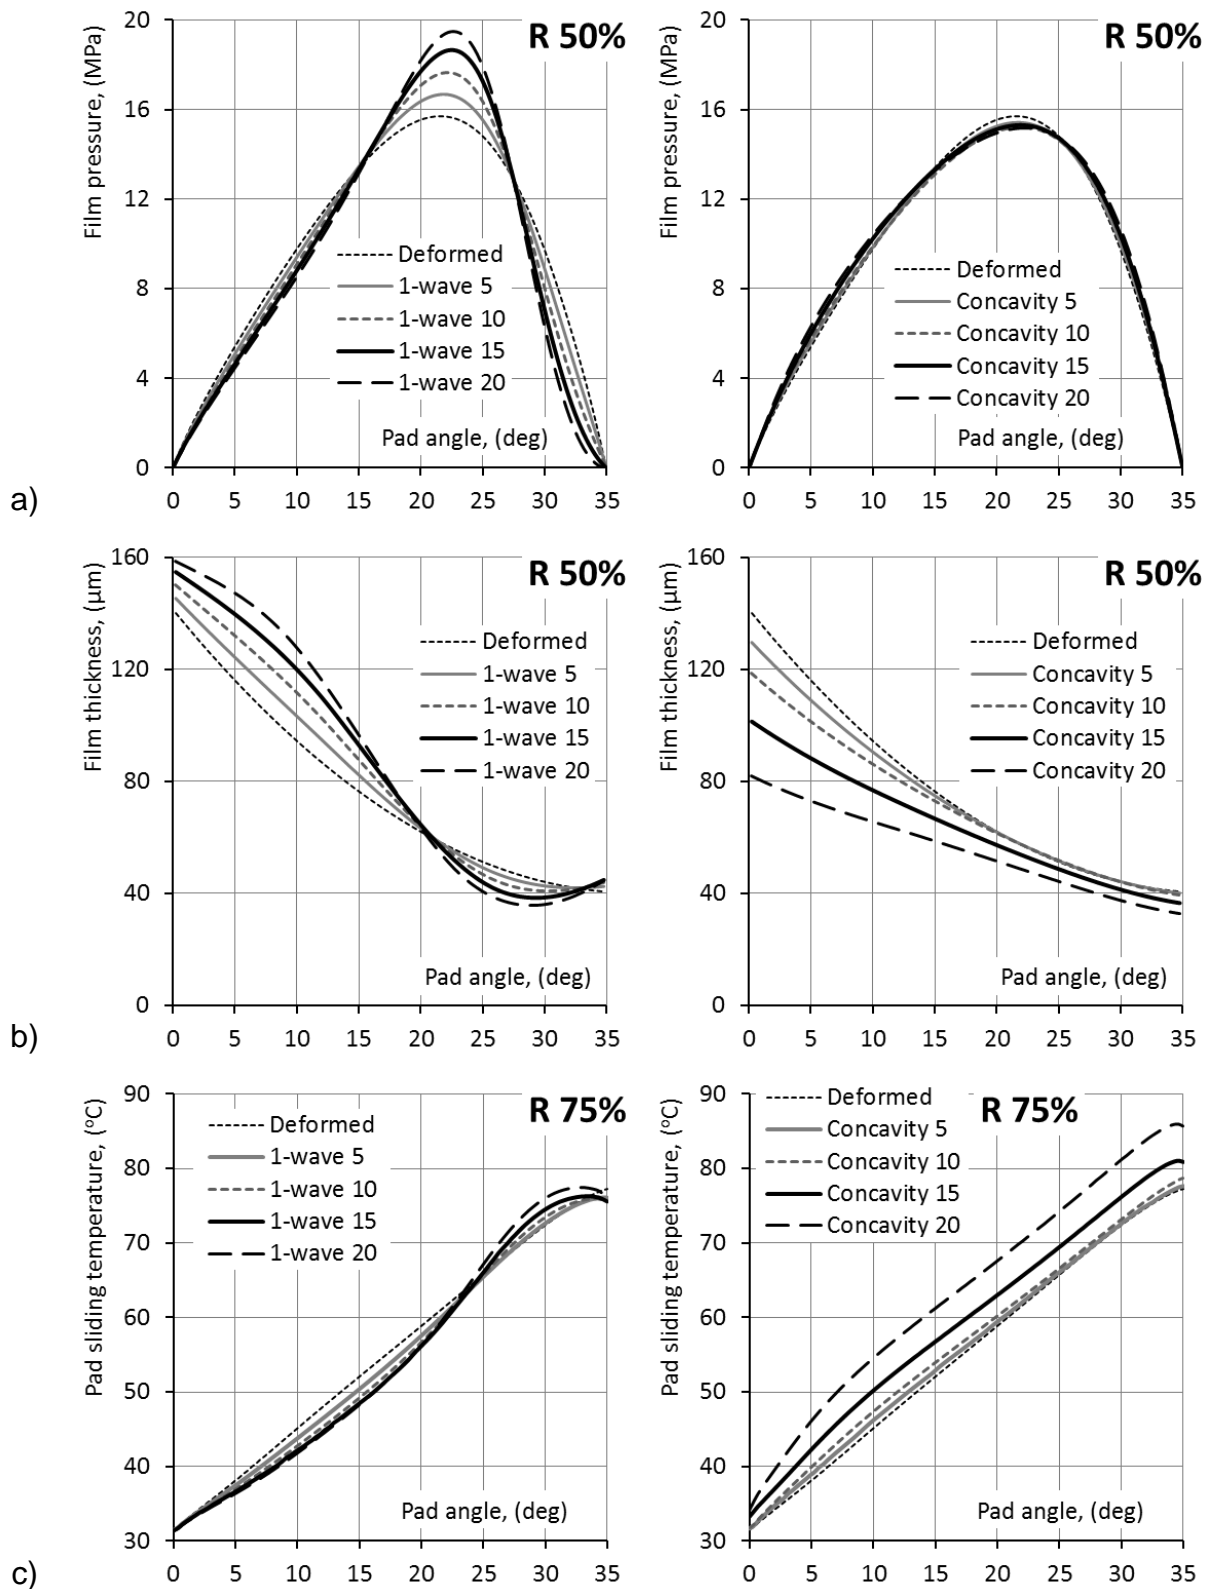 R 50%
Film pressure, (MPa)
20
16
12
8
4
0
Deformed
1-wave 5
1-wave 10
1-wave 15
1-wave 20
Pad angle, (deg)
0 5 10 15 20 25 30 35
R 50%
Film pressure, (MPa)
20
16
12
8
4
0
Deformed
Concavity 5
Concavity 10
Concavity 15
Concavity 20
Pad angle, (deg)
0 5 10 15 20 25 30 35
a)
R 50%
Film thickness, (µm)
160
120
80
40
0
Deformed
1-wave 5
1-wave 10
1-wave 15
1-wave 20
Pad angle, (deg)
0 5 10 15 20 25 30 35
R 50%
Film thickness, (µm)
160
120
80
40
0
Deformed
Concavity 5
Concavity 10
Concavity 15
Concavity 20
Pad angle, (deg)
0 5 10 15 20 25 30 35
b)
R 75%
Pad sliding temperature, (°C)
90
80
70
60
50
40
30
Deformed
1-wave 5
1-wave 10
1-wave 15
1-wave 20
Pad angle, (deg)
0 5 10 15 20 25 30 35
R 75%
Pad sliding temperature, (°C)
90
80
70
60
50
40
30
Deformed
Concavity 5
Concavity 10
Concavity 15
Concavity 20
Pad angle, (deg)
0 5 10 15 20 25 30 35
c)